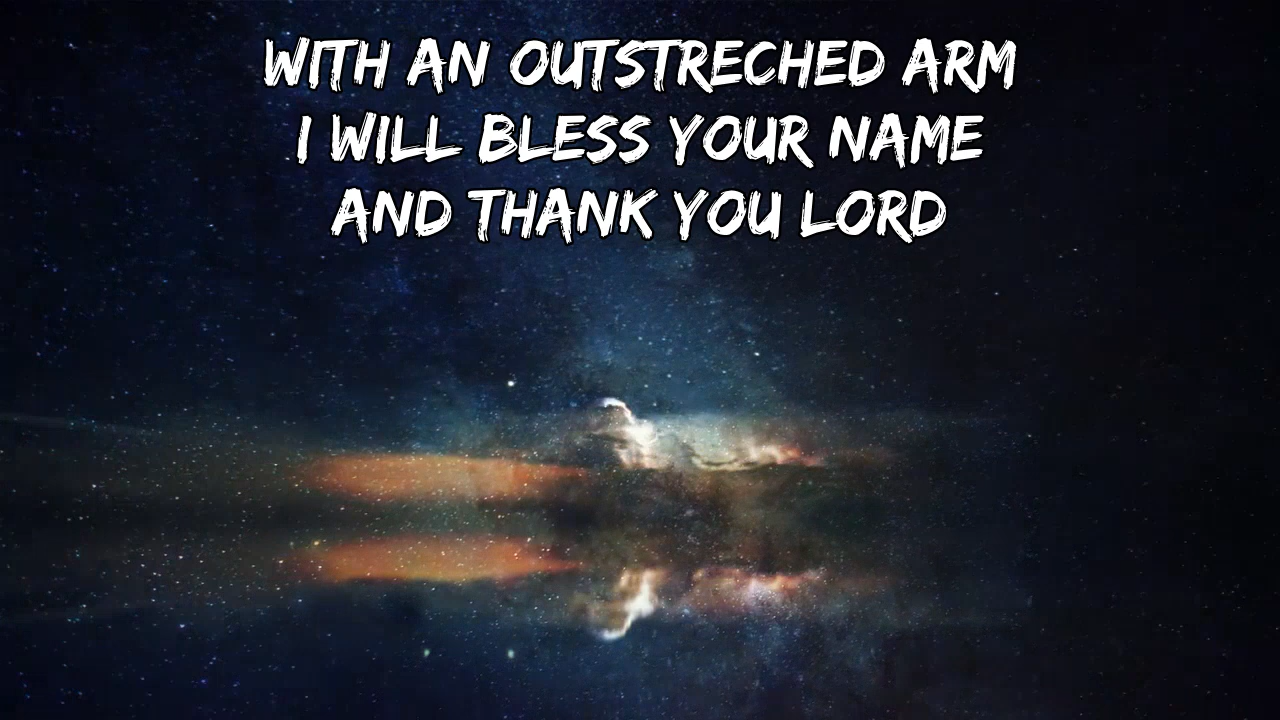 WITH AN OUTSTRECHED ARM
I WILL BLESS YOUR NAME
AND THANK YOU LORD